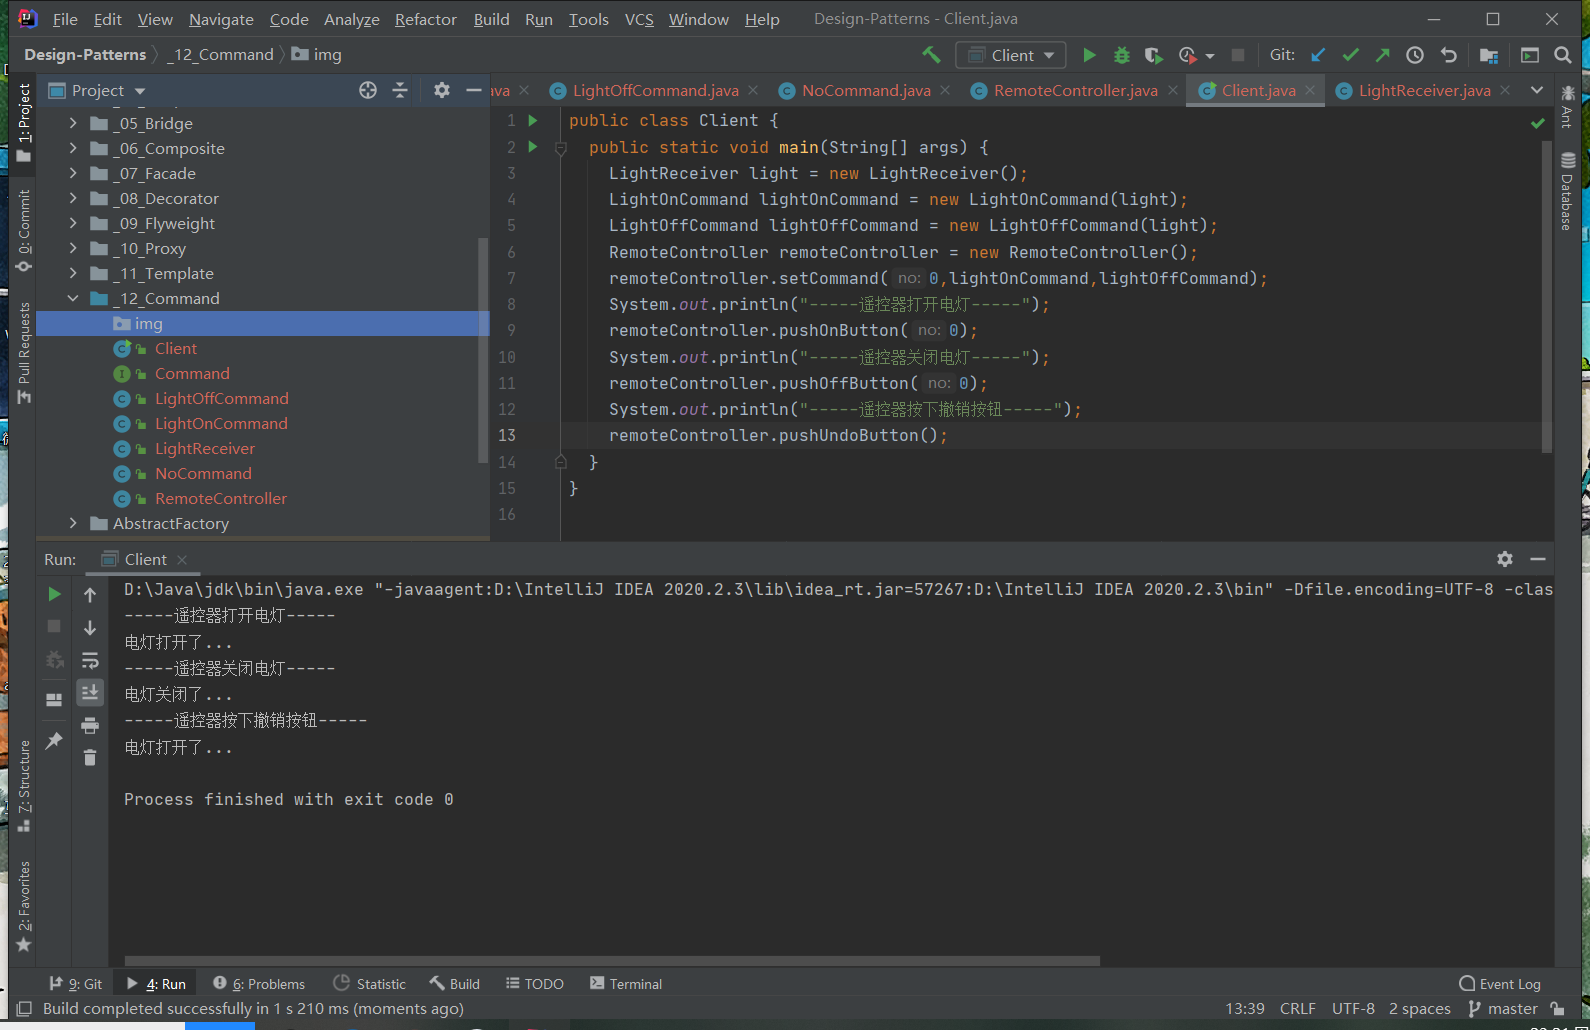 File Edit View Navigate Code Analyze Refactor Build Run Tools VCS Window Help Design-Patterns - Client.java
Design-Patterns _12_Command img
Client Git:
1: Project
0: Commit
Pull Requests
7: Structure
2: Favorites
Project
_05_Bridge
_06_Composite
_07_Facade
_08_Decorator
_09_Flyweight
_10_Proxy
_11_Template
_12_Command
img
Client
Command
LightOffCommand
LightOnCommand
LightReceiver
NoCommand
RemoteController
AbstractFactory
ava LightOffCommand.java NoCommand.java RemoteController.java Client.java LightReceiver.java
1 public class Client {
2 public static void main(String[] args) {
3 LightReceiver light = new LightReceiver();
4 LightOnCommand lightOnCommand = new LightOnCommand(light);
5 LightOffCommand lightOffCommand = new LightOffCommand(light);
6 RemoteController remoteController = new RemoteController();
7 remoteController.setCommand( no: 0,lightOnCommand,lightOffCommand);
8 System.out.println("-----遥控器打开电灯-----");
9 remoteController.pushOnButton( no: 0);
10 System.out.println("-----遥控器关闭电灯-----");
11 remoteController.pushOffButton( no: 0);
12 System.out.println("-----遥控器按下撤销按钮-----");
13 remoteController.pushUndoButton();
14 }
15 }
16
Ant
Database
Run: Client
D:\Java\jdk\bin\java.exe "-javaagent:D:\IntelliJ IDEA 2020.2.3\lib\idea_rt.jar=57267:D:\IntelliJ IDEA 2020.2.3\bin" -Dfile.encoding=UTF-8 -clas
-----遥控器打开电灯-----
电灯打开了...
-----遥控器关闭电灯-----
电灯关闭了...
-----遥控器按下撤销按钮-----
电灯打开了...
Process finished with exit code 0
9: Git 4: Run 6: Problems Statistic Build TODO Terminal Event Log
Build completed successfully in 1 s 210 ms (moments ago) 13:39 CRLF UTF-8 2 spaces master